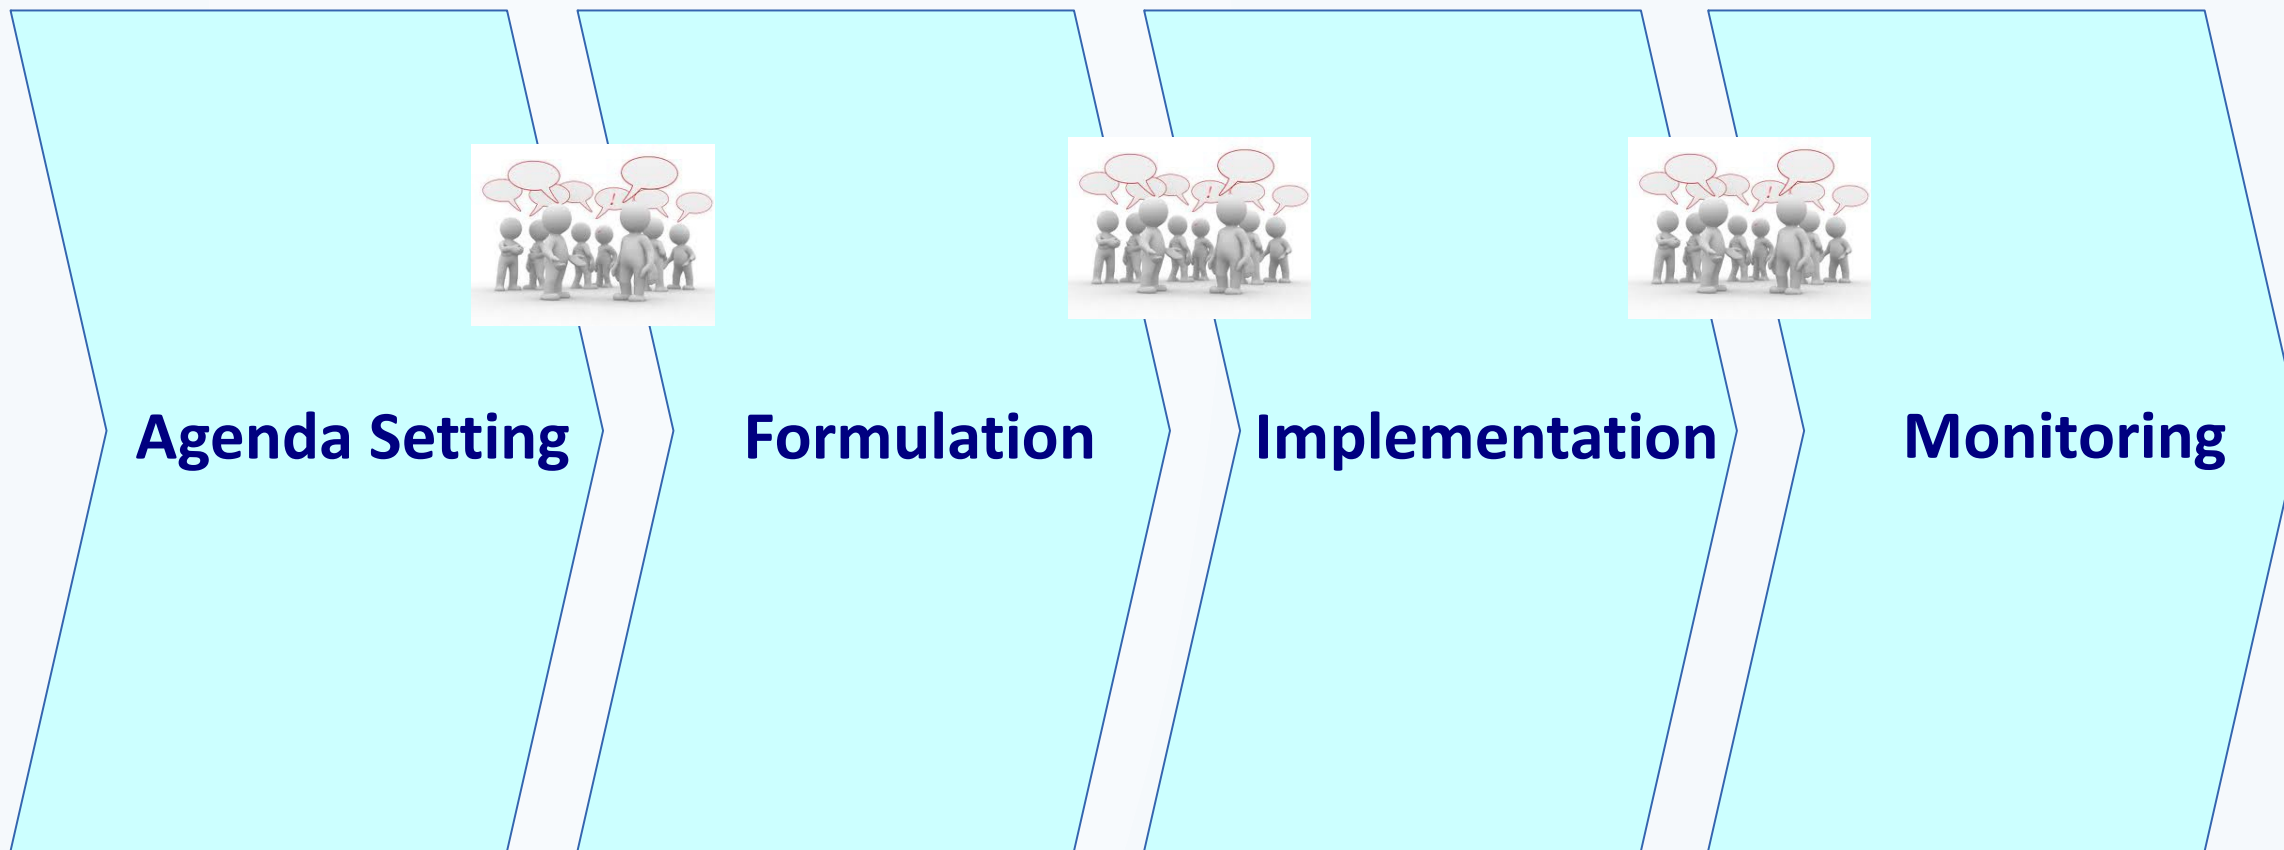 Agenda Setting
Formulation
Implementation
Monitoring
!
!
!